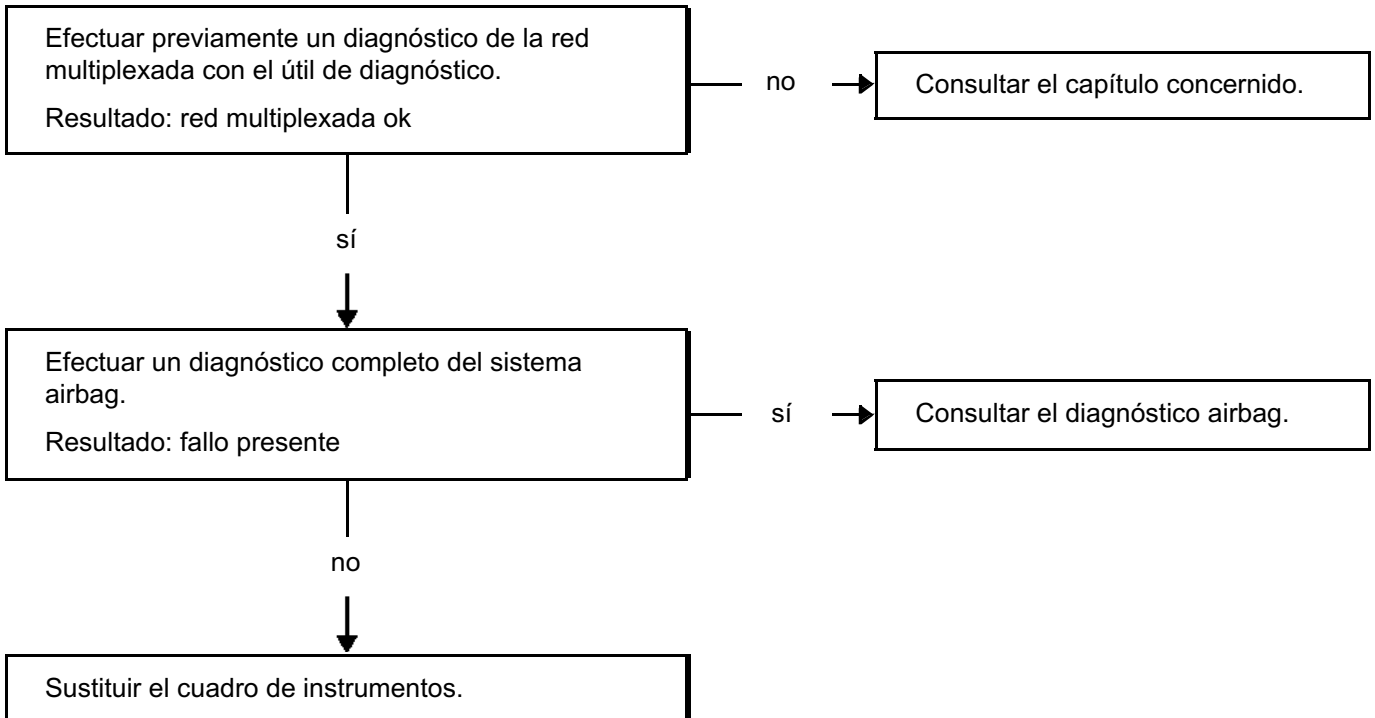 Efectuar previamente un diagnóstico de la red
multiplexada con el útil de diagnóstico.
Resultado: red multiplexada ok
no
Consultar el capítulo concernido.
sí
Efectuar un diagnóstico completo del sistema
airbag.
Resultado: fallo presente
sí
Consultar el diagnóstico airbag.
no
Sustituir el cuadro de instrumentos.